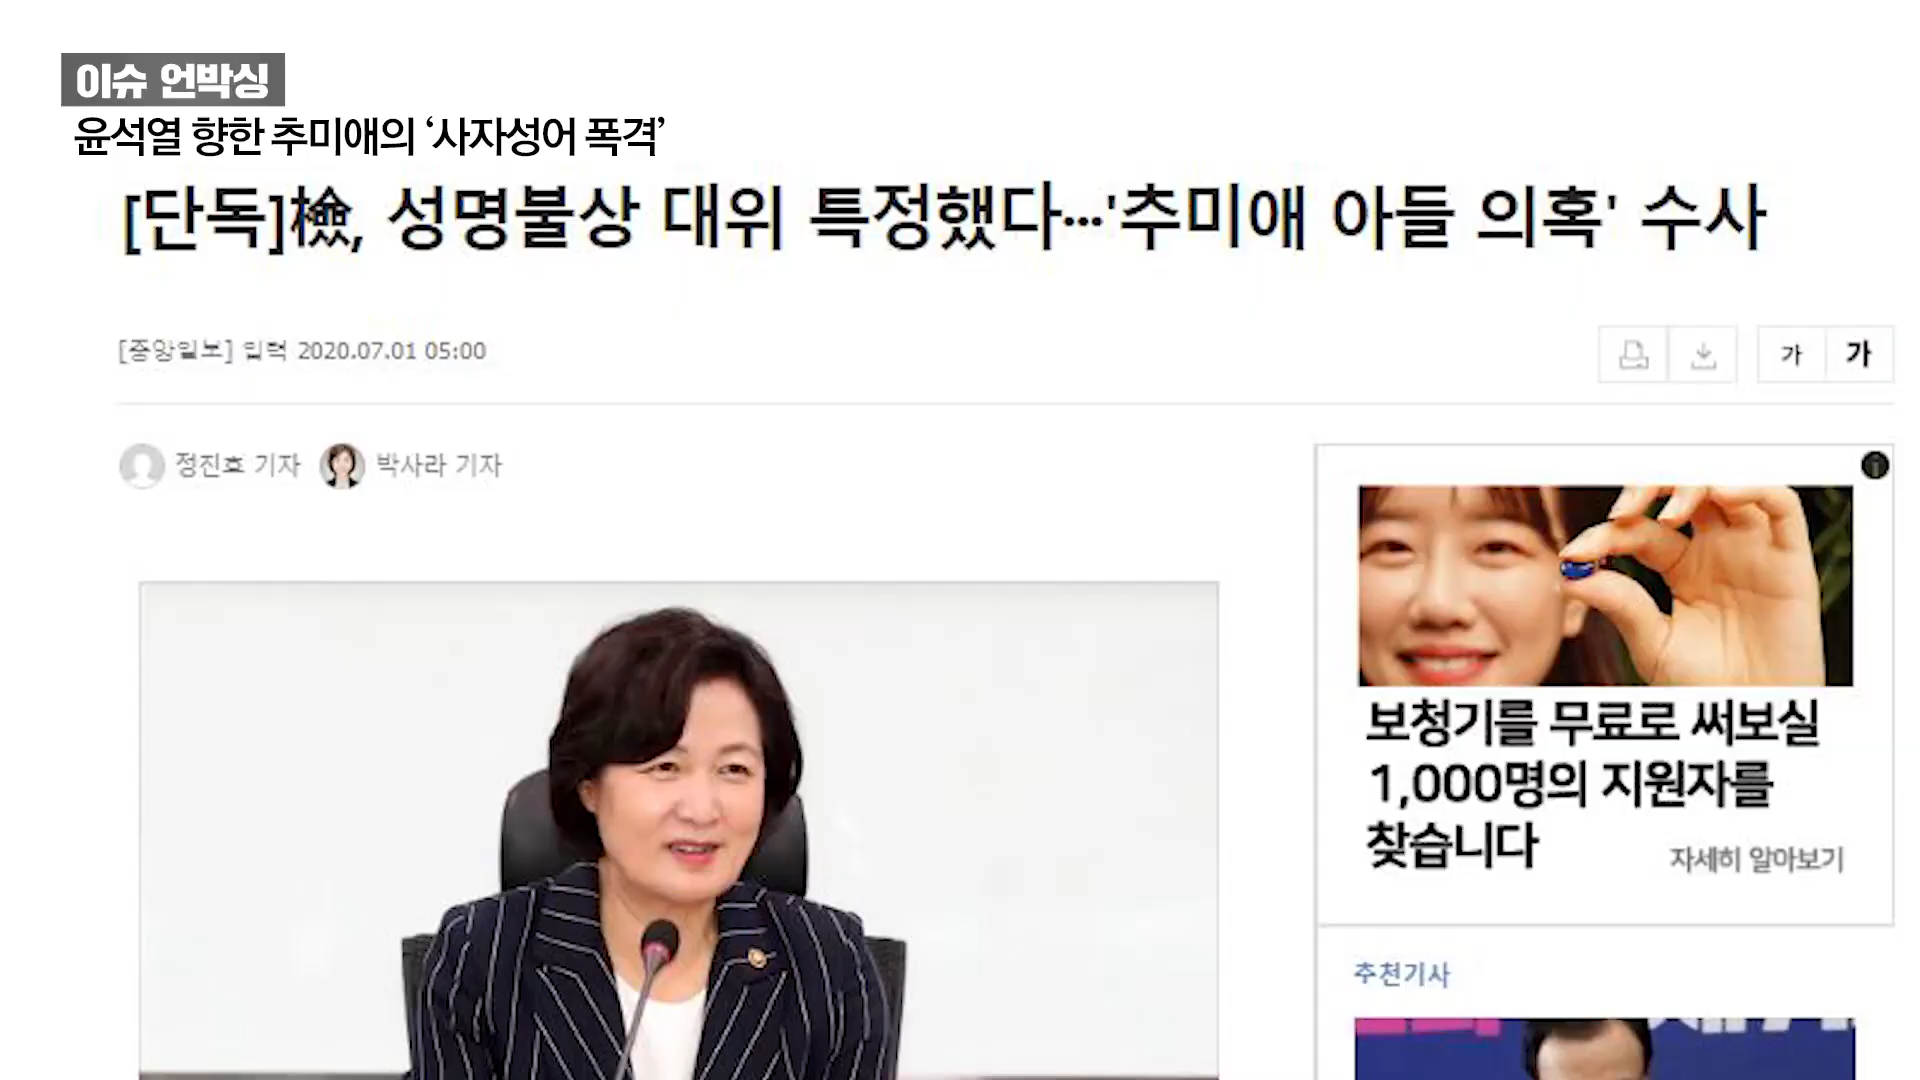 이슈 언박싱
윤석열 향한 추미애의 ‘사자성어 폭격’
[단독]檢, 성명불상 대위 특정했다…'추미애 아들 의혹' 수사
[중앙일보] 입력 2020.07.01 05:00
가 가
정진호 기자 박사라 기자
보청기를 무료로 써보실
1,000명의 지원자를
찾습니다
자세히 알아보기
추천기사